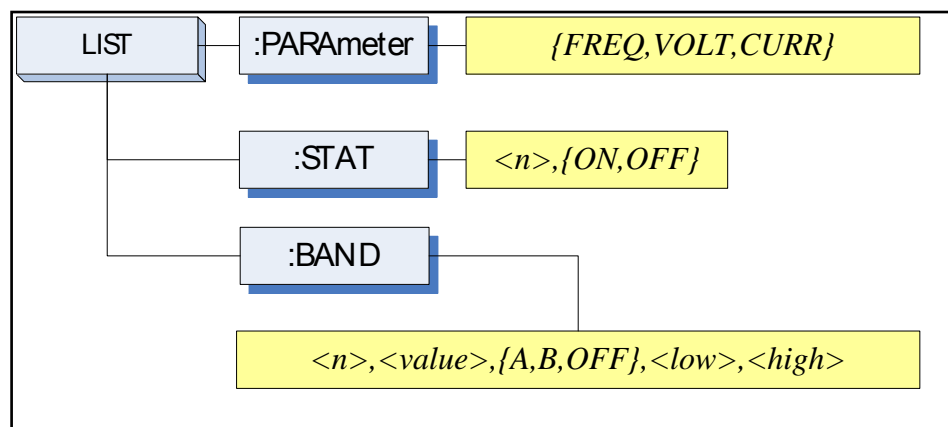 LIST
:PARAmeter
{FREQ,VOLT,CURR}
:STAT
<n>,{ON,OFF}
:BAND
<n>,<value>,{A,B,OFF},<low>,<high>